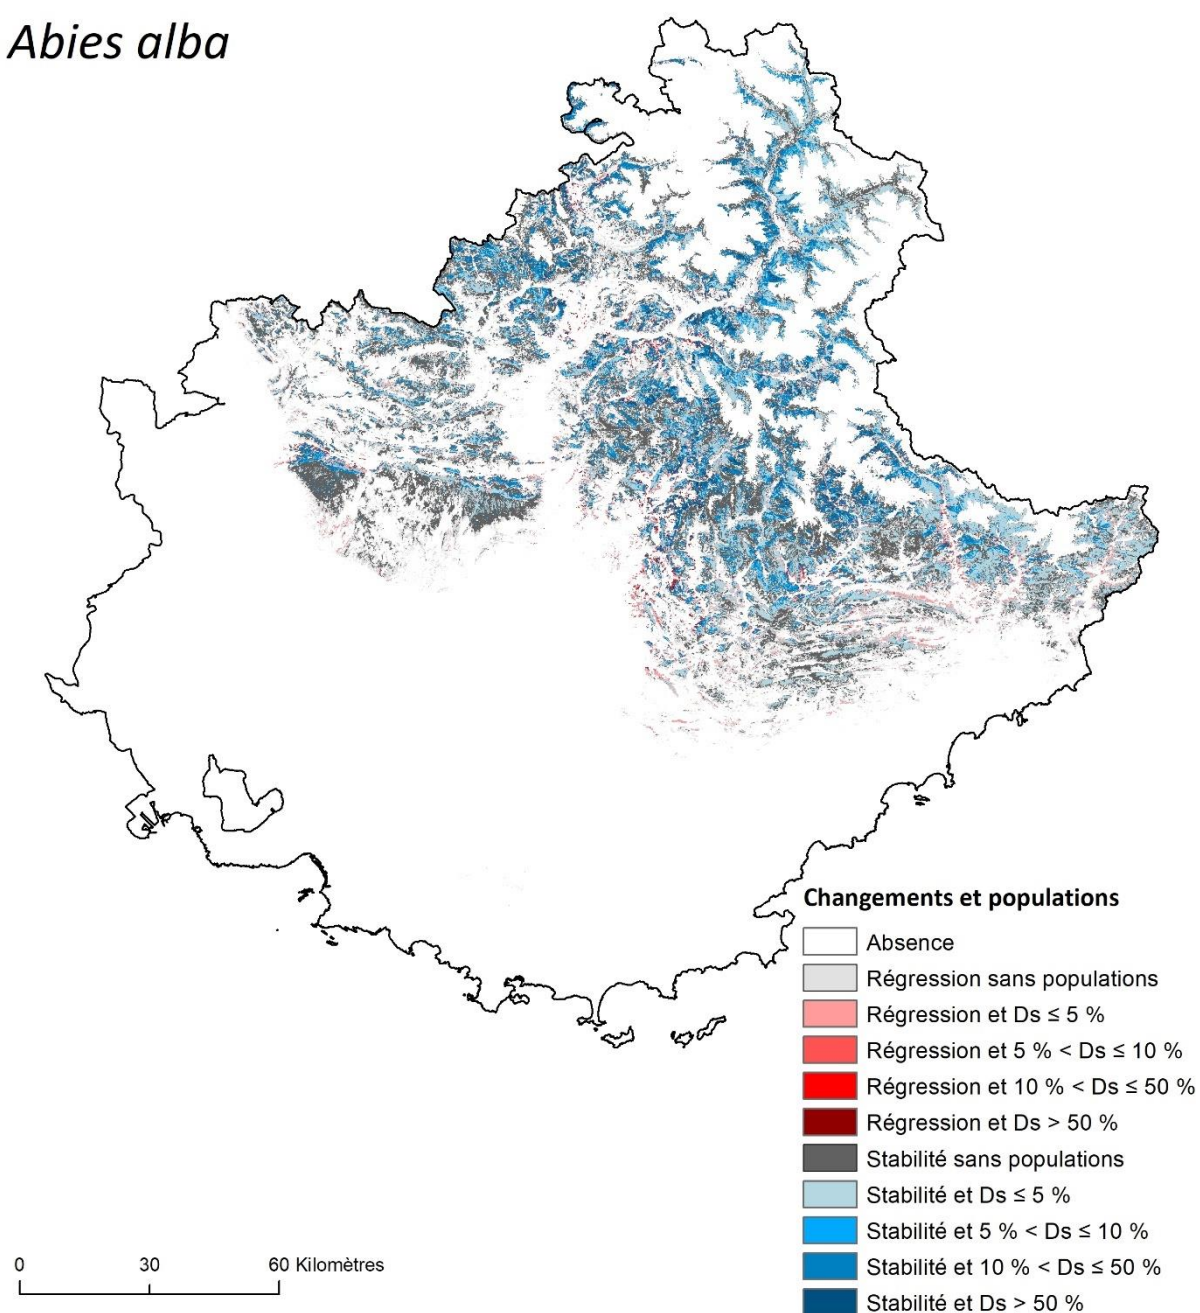 Abies alba
Changements et populations
Absence
Régression sans populations
Régression et Ds ≤ 5 %
Régression et 5 % < Ds ≤ 10 %
Régression et 10 % < Ds ≤ 50 %
Régression et Ds > 50 %
Stabilité sans populations
Stabilité et Ds ≤ 5 %
Stabilité et 5 % < Ds ≤ 10 %
Stabilité et 10 % < Ds ≤ 50 %
Stabilité et Ds > 50 %
0 30 60 Kilomètres